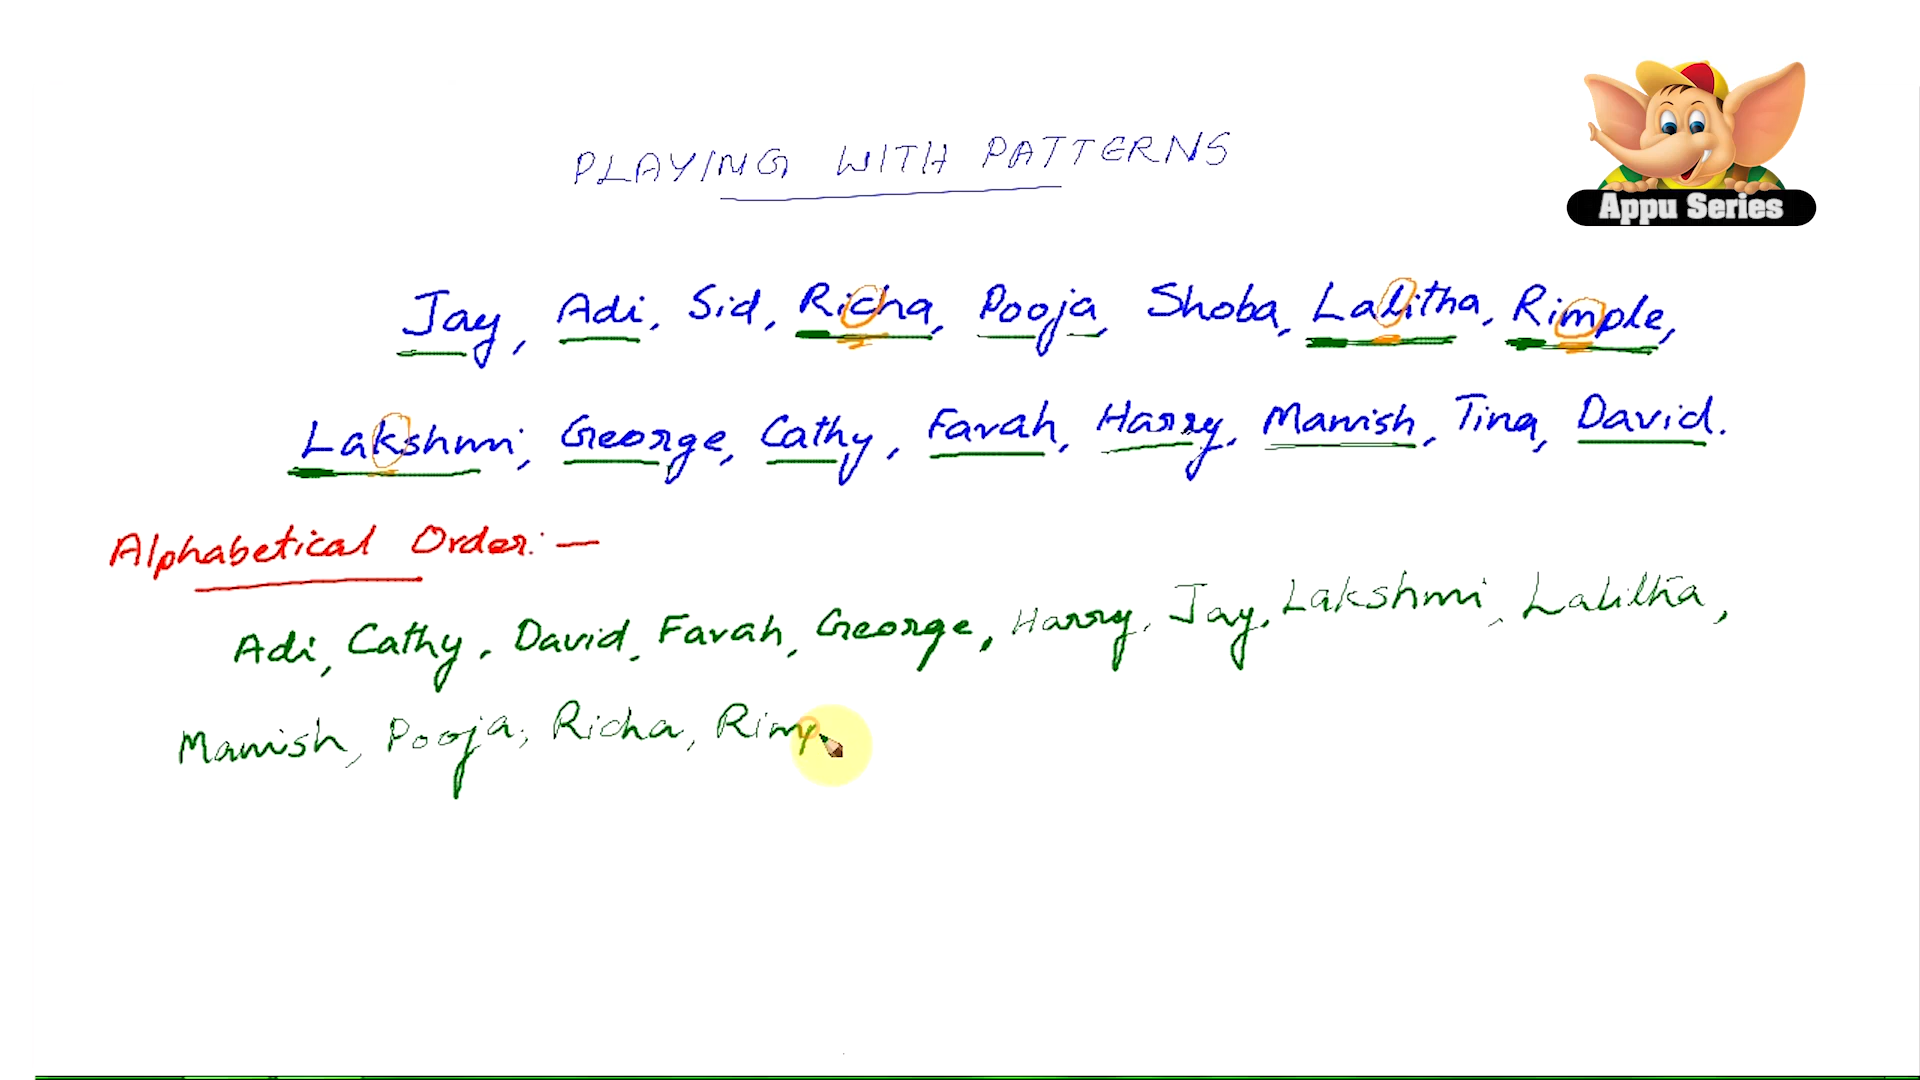 PLAYING WITH PATTERNS
Appu Series
Jay, Adi, Sid, Richa, Pooja, Shoba, Lalitha, Rimple,
Lakshmi, George, Cathy, Farah, Harry, Manish, Tina, David.
Alphabetical Order:-
Adi, Cathy, David, Farah, George, Harry, Jay, Lakshmi, Lalitha,
Manish, Pooja, Richa, Rimp